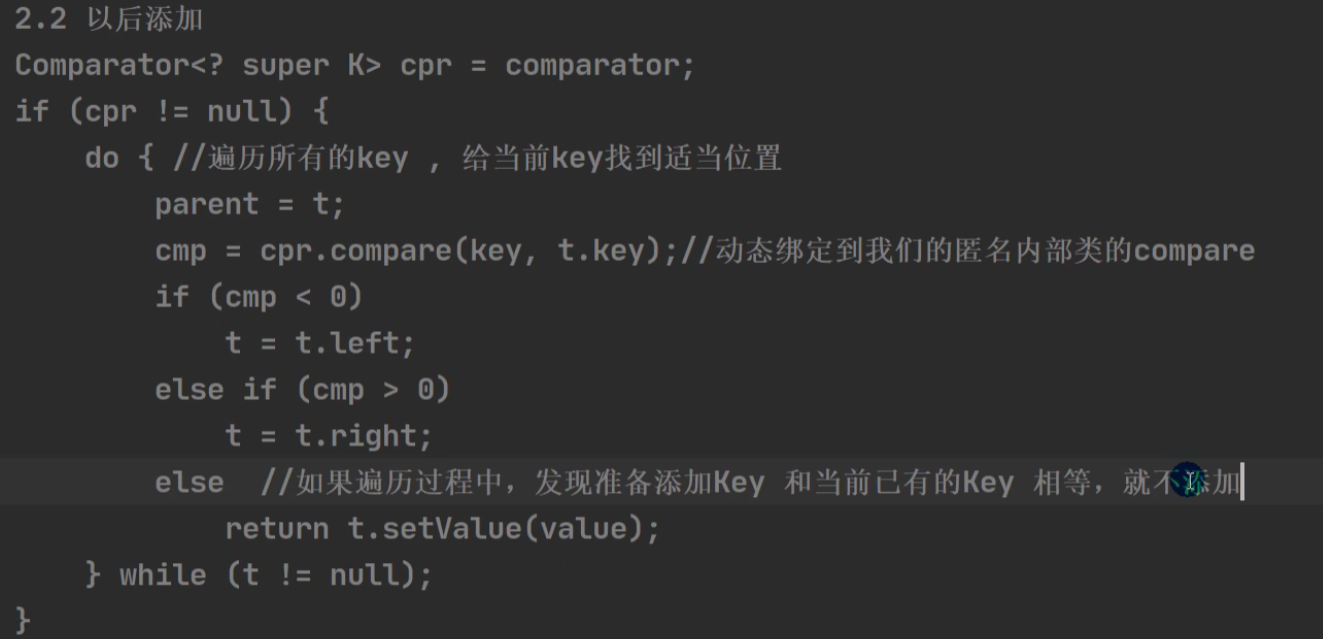 2.2 以后添加
Comparator<? super K> cpr = comparator;
if (cpr != null) {
    do { //遍历所有的key , 给当前key找到适当位置
        parent = t;
        cmp = cpr.compare(key, t.key);//动态绑定到我们的匿名内部类的compare
        if (cmp < 0)
            t = t.left;
        else if (cmp > 0)
            t = t.right;
        else  //如果遍历过程中，发现准备添加Key 和当前已有的Key 相等，就不添加
            return t.setValue(value);
    } while (t != null);
}